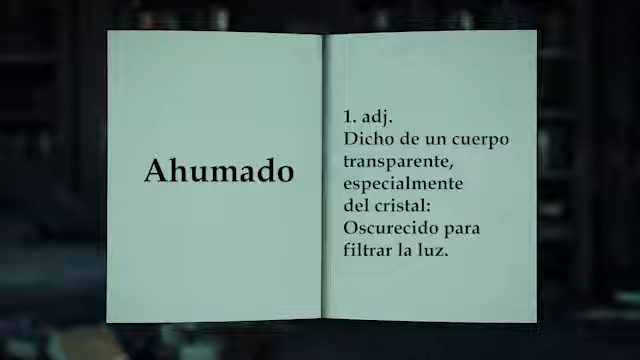 Ahumado
1. adj.
Dicho de un cuerpo
transparente,
especialmente
del cristal:
Oscurecido para
filtrar la luz.